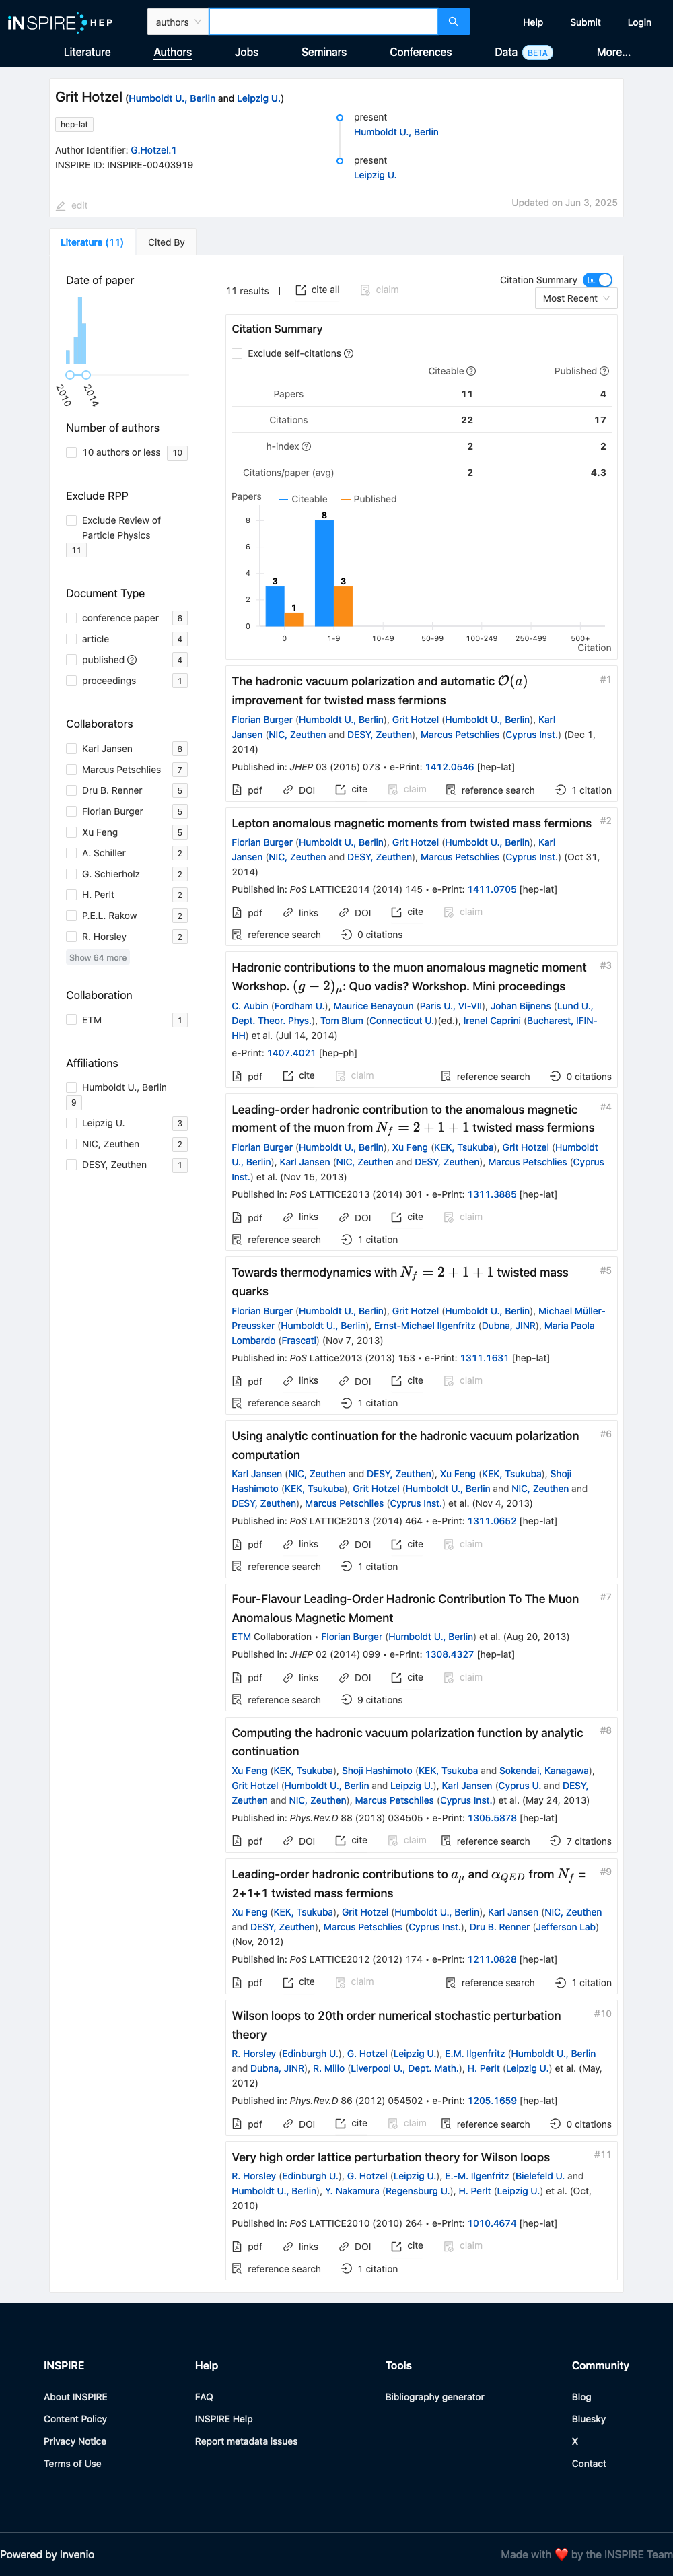 INSPIRE HEP
authors
Help
Submit
Login
Literature
Authors
Jobs
Seminars
Conferences
Data BETA
More...
Grit Hotzel (Humboldt U., Berlin and Leipzig U.)
hep-lat
Author Identifier: G.Hotzel.1
INSPIRE ID: INSPIRE-00403919
present
Humboldt U., Berlin
present
Leipzig U.
edit
Updated on Jun 3, 2025
Literature (11)
Cited By
Date of paper
2010
2014
Number of authors
10 authors or less 10
Exclude RPP
Exclude Review of
Particle Physics
11
Document Type
conference paper 6
article 4
published 4
proceedings 1
Collaborators
Karl Jansen 8
Marcus Petschlies 7
Dru B. Renner 5
Florian Burger 5
Xu Feng 5
A. Schiller 2
G. Schierholz 2
H. Perlt 2
P.E.L. Rakow 2
R. Horsley 2
Show 64 more
Collaboration
ETM 1
Affiliations
Humboldt U., Berlin
9
Leipzig U. 3
NIC, Zeuthen 2
DESY, Zeuthen 1
11 results | cite all claim
Citation Summary
Most Recent
Citation Summary
Exclude self-citations
Citeable Published
Papers 11 4
Citations 22 17
h-index 2 2
Citations/paper (avg) 2 4.3
Papers Citeable Published
8
6
4
2
0
3 1 8 3
0 1-9 10-49 50-99 100-249 250-499 500+
Citation
The hadronic vacuum polarization and automatic O(a) #1
improvement for twisted mass fermions
Florian Burger (Humboldt U., Berlin), Grit Hotzel (Humboldt U., Berlin), Karl
Jansen (NIC, Zeuthen and DESY, Zeuthen), Marcus Petschlies (Cyprus Inst.) (Dec 1,
2014)
Published in: JHEP 03 (2015) 073 • e-Print: 1412.0546 [hep-lat]
pdf DOI cite claim reference search 1 citation
Lepton anomalous magnetic moments from twisted mass fermions #2
Florian Burger (Humboldt U., Berlin), Grit Hotzel (Humboldt U., Berlin), Karl
Jansen (NIC, Zeuthen and DESY, Zeuthen), Marcus Petschlies (Cyprus Inst.) (Oct 31,
2014)
Published in: PoS LATTICE2014 (2014) 145 • e-Print: 1411.0705 [hep-lat]
pdf links DOI cite claim
reference search 0 citations
Hadronic contributions to the muon anomalous magnetic moment #3
Workshop. (g − 2)μ: Quo vadis? Workshop. Mini proceedings
C. Aubin (Fordham U.), Maurice Benayoun (Paris U., VI-VII), Johan Bijnens (Lund U.,
Dept. Theor. Phys.), Tom Blum (Connecticut U.)(ed.), Irenel Caprini (Bucharest, IFIN-
HH) et al. (Jul 14, 2014)
e-Print: 1407.4021 [hep-ph]
pdf cite claim reference search 0 citations
Leading-order hadronic contribution to the anomalous magnetic #4
moment of the muon from Nf = 2 + 1 + 1 twisted mass fermions
Florian Burger (Humboldt U., Berlin), Xu Feng (KEK, Tsukuba), Grit Hotzel (Humboldt
U., Berlin), Karl Jansen (NIC, Zeuthen and DESY, Zeuthen), Marcus Petschlies (Cyprus
Inst.) et al. (Nov 15, 2013)
Published in: PoS LATTICE2013 (2014) 301 • e-Print: 1311.3885 [hep-lat]
pdf links DOI cite claim
reference search 1 citation
Towards thermodynamics with Nf = 2 + 1 + 1 twisted mass #5
quarks
Florian Burger (Humboldt U., Berlin), Grit Hotzel (Humboldt U., Berlin), Michael Müller-
Preussker (Humboldt U., Berlin), Ernst-Michael Ilgenfritz (Dubna, JINR), Maria Paola
Lombardo (Frascati) (Nov 7, 2013)
Published in: PoS Lattice2013 (2013) 153 • e-Print: 1311.1631 [hep-lat]
pdf links DOI cite claim
reference search 1 citation
Using analytic continuation for the hadronic vacuum polarization #6
computation
Karl Jansen (NIC, Zeuthen and DESY, Zeuthen), Xu Feng (KEK, Tsukuba), Shoji
Hashimoto (KEK, Tsukuba), Grit Hotzel (Humboldt U., Berlin and NIC, Zeuthen and
DESY, Zeuthen), Marcus Petschlies (Cyprus Inst.) et al. (Nov 4, 2013)
Published in: PoS LATTICE2013 (2014) 464 • e-Print: 1311.0652 [hep-lat]
pdf links DOI cite claim
reference search 1 citation
Four-Flavour Leading-Order Hadronic Contribution To The Muon #7
Anomalous Magnetic Moment
ETM Collaboration • Florian Burger (Humboldt U., Berlin) et al. (Aug 20, 2013)
Published in: JHEP 02 (2014) 099 • e-Print: 1308.4327 [hep-lat]
pdf links DOI cite claim
reference search 9 citations
Computing the hadronic vacuum polarization function by analytic #8
continuation
Xu Feng (KEK, Tsukuba), Shoji Hashimoto (KEK, Tsukuba and Sokendai, Kanagawa),
Grit Hotzel (Humboldt U., Berlin and Leipzig U.), Karl Jansen (Cyprus U. and DESY,
Zeuthen and NIC, Zeuthen), Marcus Petschlies (Cyprus Inst.) et al. (May 24, 2013)
Published in: Phys.Rev.D 88 (2013) 034505 • e-Print: 1305.5878 [hep-lat]
pdf DOI cite claim reference search 7 citations
Leading-order hadronic contributions to aμ and αQED from Nf = #9
2+1+1 twisted mass fermions
Xu Feng (KEK, Tsukuba), Grit Hotzel (Humboldt U., Berlin), Karl Jansen (NIC, Zeuthen
and DESY, Zeuthen), Marcus Petschlies (Cyprus Inst.), Dru B. Renner (Jefferson Lab)
(Nov, 2012)
Published in: PoS LATTICE2012 (2012) 174 • e-Print: 1211.0828 [hep-lat]
pdf cite claim reference search 1 citation
Wilson loops to 20th order numerical stochastic perturbation #10
theory
R. Horsley (Edinburgh U.), G. Hotzel (Leipzig U.), E.M. Ilgenfritz (Humboldt U., Berlin
and Dubna, JINR), R. Millo (Liverpool U., Dept. Math.), H. Perlt (Leipzig U.) et al. (May,
2012)
Published in: Phys.Rev.D 86 (2012) 054502 • e-Print: 1205.1659 [hep-lat]
pdf DOI cite claim reference search 0 citations
Very high order lattice perturbation theory for Wilson loops #11
R. Horsley (Edinburgh U.), G. Hotzel (Leipzig U.), E.-M. Ilgenfritz (Bielefeld U. and
Humboldt U., Berlin), Y. Nakamura (Regensburg U.), H. Perlt (Leipzig U.) et al. (Oct,
2010)
Published in: PoS LATTICE2010 (2010) 264 • e-Print: 1010.4674 [hep-lat]
pdf links DOI cite claim
reference search 1 citation
INSPIRE
About INSPIRE
Content Policy
Privacy Notice
Terms of Use
Help
FAQ
INSPIRE Help
Report metadata issues
Tools
Bibliography generator
Community
Blog
Bluesky
X
Contact
Powered by Invenio
Made with ❤️ by the INSPIRE Team